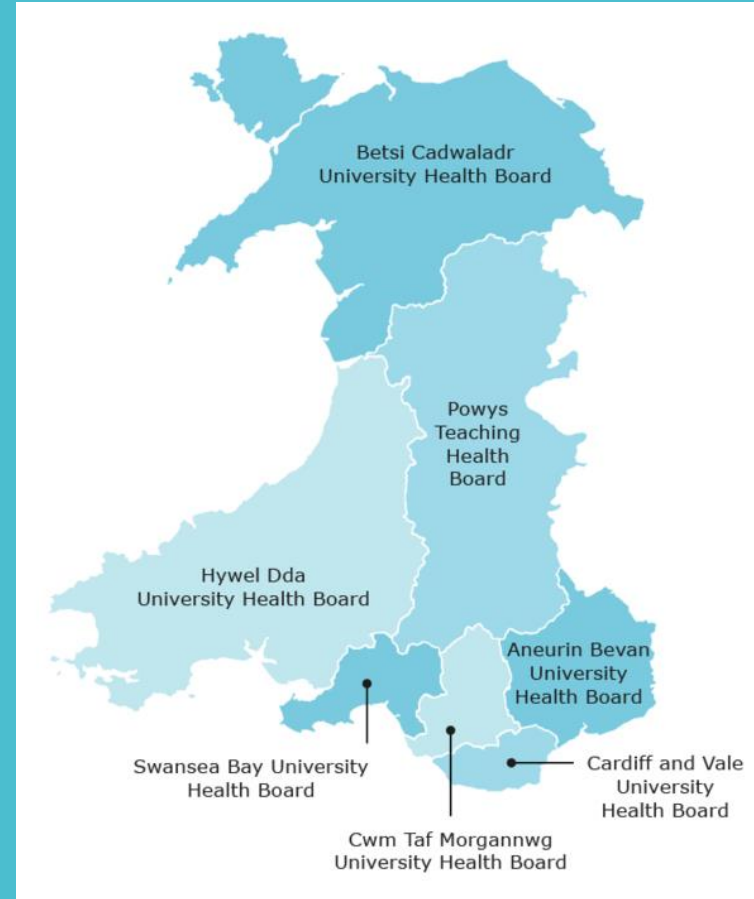 Betsi Cadwaladr
University Health Board
Powys
Teaching
Health
Board
Hywel Dda
University Health Board
Aneurin Bevan
University
Health Board
Swansea Bay University
Health Board
Cardiff and Vale
University
Health Board
Cwm Taf Morgannwg
University Health Board